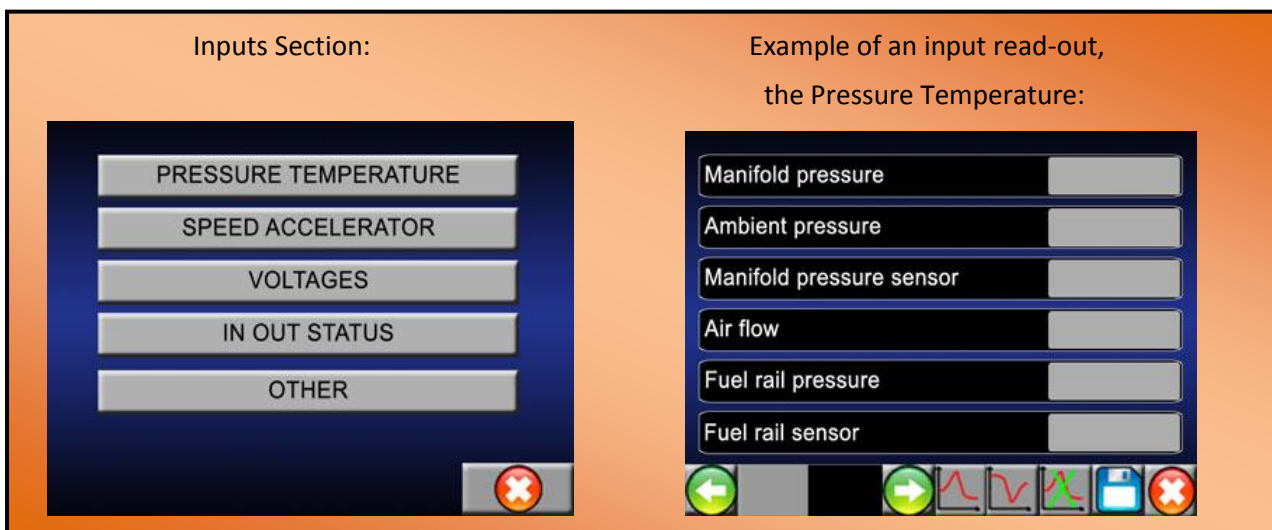 Inputs Section:
Example of an input read-out,
the Pressure Temperature:
PRESSURE TEMPERATURE
SPEED ACCELERATOR
VOLTAGES
IN OUT STATUS
OTHER
Manifold pressure
Ambient pressure
Manifold pressure sensor
Air flow
Fuel rail pressure
Fuel rail sensor